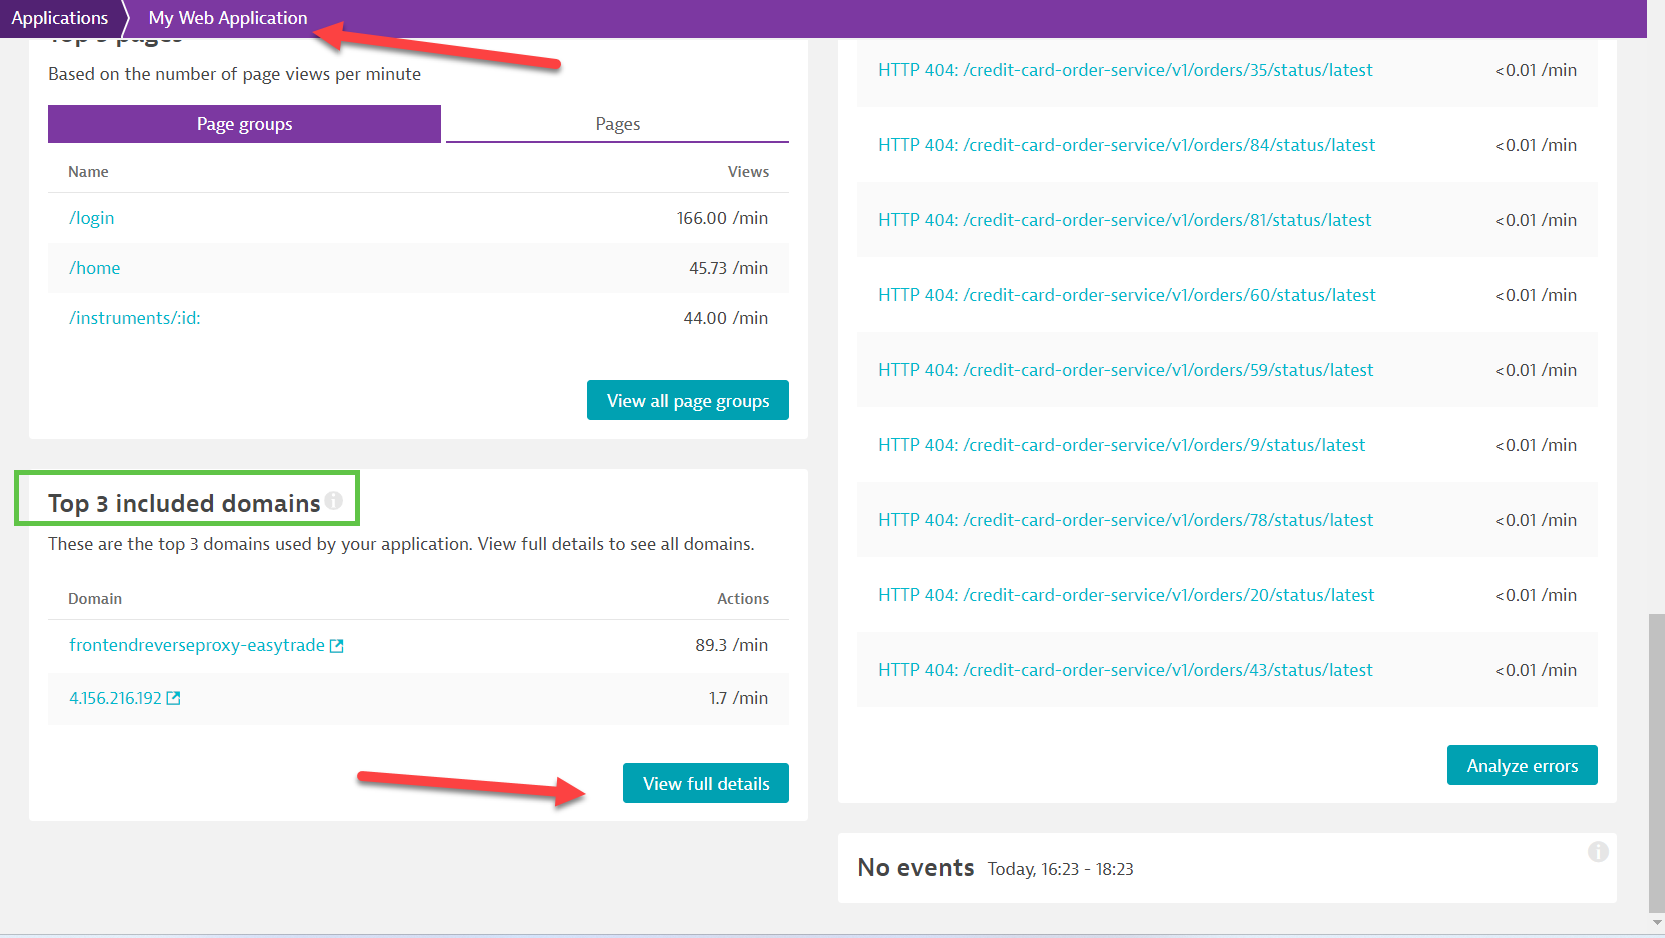 Applications
My Web Application
Top 3 pages
Based on the number of page views per minute
Page groups
Pages
Name
Views
/login
166.00 /min
/home
45.73 /min
/instruments/:id:
44.00 /min
View all page groups
Top 3 included domains
These are the top 3 domains used by your application. View full details to see all domains.
Domain
Actions
frontendreverseproxy-easytrade
89.3 /min
4.156.216.192
1.7 /min
View full details
HTTP 404: /credit-card-order-service/v1/orders/35/status/latest
<0.01 /min
HTTP 404: /credit-card-order-service/v1/orders/84/status/latest
<0.01 /min
HTTP 404: /credit-card-order-service/v1/orders/81/status/latest
<0.01 /min
HTTP 404: /credit-card-order-service/v1/orders/60/status/latest
<0.01 /min
HTTP 404: /credit-card-order-service/v1/orders/59/status/latest
<0.01 /min
HTTP 404: /credit-card-order-service/v1/orders/9/status/latest
<0.01 /min
HTTP 404: /credit-card-order-service/v1/orders/78/status/latest
<0.01 /min
HTTP 404: /credit-card-order-service/v1/orders/20/status/latest
<0.01 /min
HTTP 404: /credit-card-order-service/v1/orders/43/status/latest
<0.01 /min
Analyze errors
No events Today, 16:23 - 18:23